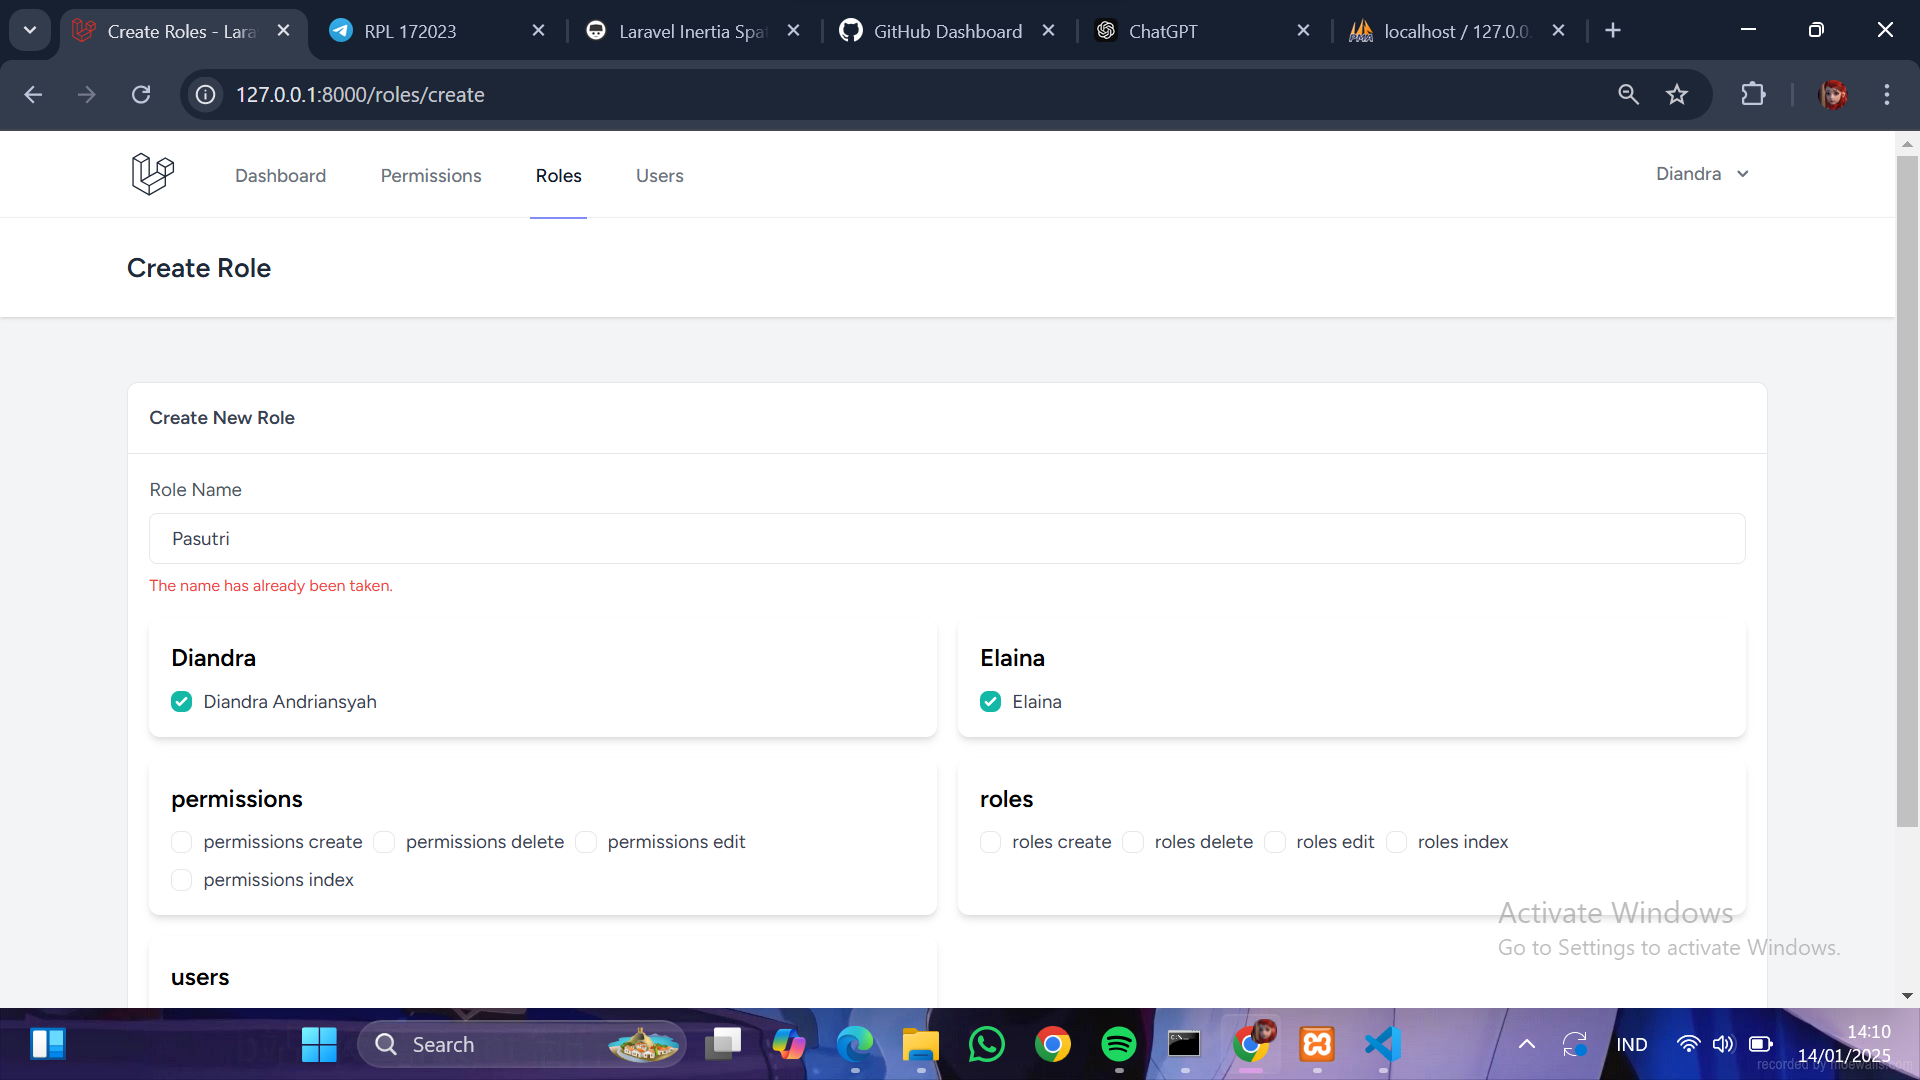 Create Roles - Lara
RPL 172023
Laravel Inertia Spa
GitHub Dashboard
ChatGPT
localhost / 127.0.0.
127.0.0.1:8000/roles/create
Dashboard
Permissions
Roles
Users
Diandra
Create Role
Create New Role
Role Name
Pasutri
The name has already been taken.
Diandra
Diandra Andriansyah
Elaina
Elaina
permissions
permissions create permissions delete permissions edit
permissions index
roles
roles create roles delete roles edit roles index
users
Activate Windows
Go to Settings to activate Windows.
Search
IND
14:10
14/01/2025